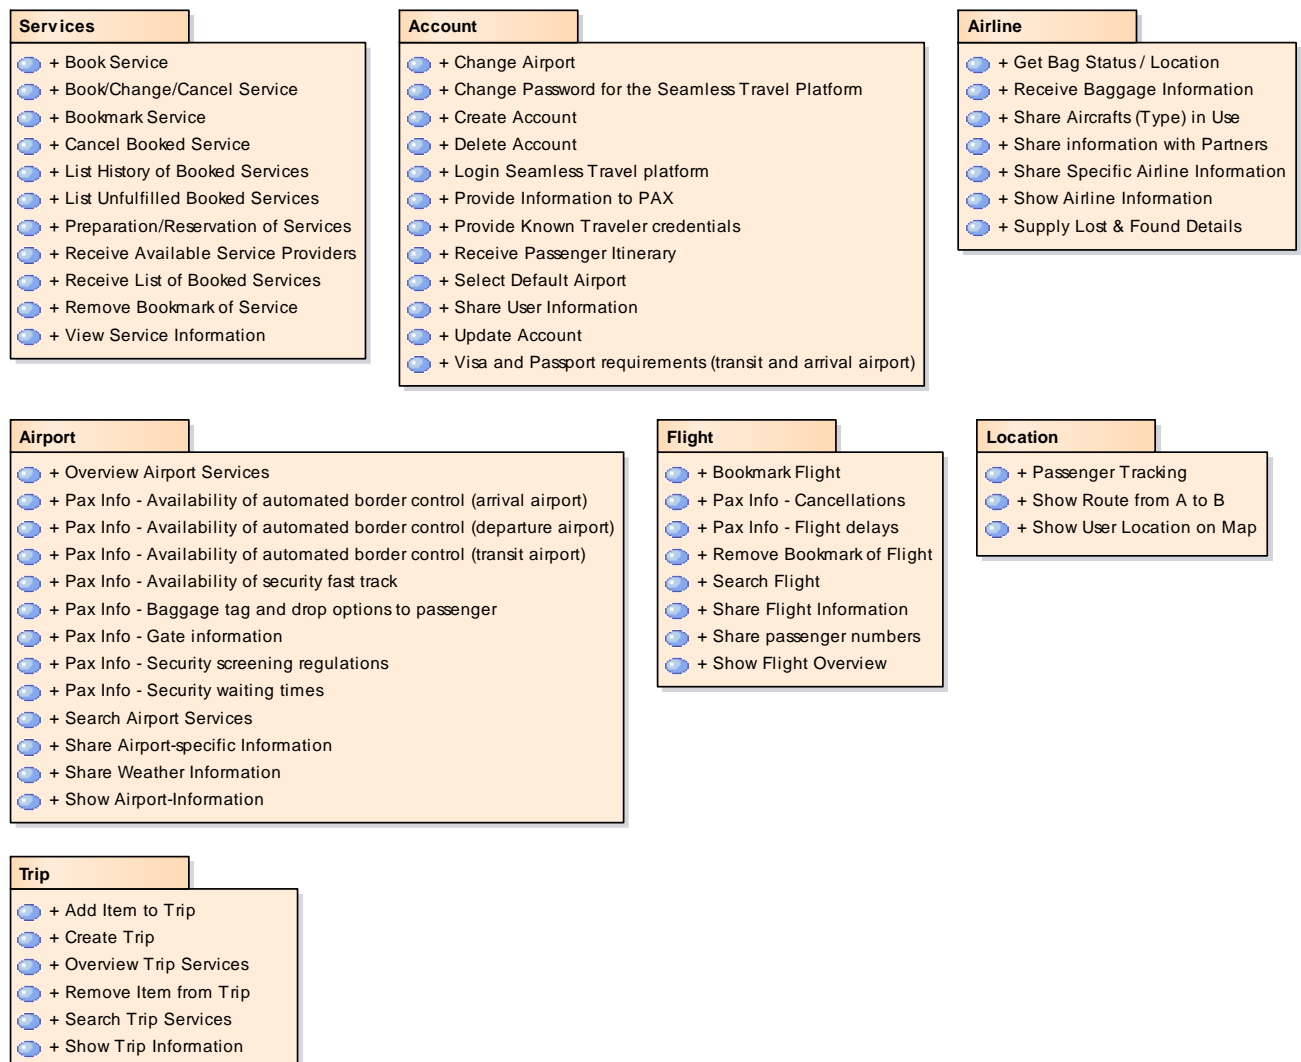 Services
+ Book Service
+ Book/Change/Cancel Service
+ Bookmark Service
+ Cancel Booked Service
+ List History of Booked Services
+ List Unfulfilled Booked Services
+ Preparation/Reservation of Services
+ Receive Available Service Providers
+ Receive List of Booked Services
+ Remove Bookmark of Service
+ View Service Information
Account
+ Change Airport
+ Change Password for the Seamless Travel Platform
+ Create Account
+ Delete Account
+ Login Seamless Travel platform
+ Provide Information to PAX
+ Provide Known Traveler credentials
+ Receive Passenger Itinerary
+ Select Default Airport
+ Share User Information
+ Update Account
+ Visa and Passport requirements (transit and arrival airport)
Airline
+ Get Bag Status / Location
+ Receive Baggage Information
+ Share Aircrafts (Type) in Use
+ Share information with Partners
+ Share Specific Airline Information
+ Show Airline Information
+ Supply Lost & Found Details
Airport
+ Overview Airport Services
+ Pax Info - Availability of automated border control (arrival airport)
+ Pax Info - Availability of automated border control (departure airport)
+ Pax Info - Availability of automated border control (transit airport)
+ Pax Info - Availability of security fast track
+ Pax Info - Baggage tag and drop options to passenger
+ Pax Info - Gate information
+ Pax Info - Security screening regulations
+ Pax Info - Security waiting times
+ Search Airport Services
+ Share Airport-specific Information
+ Share Weather Information
+ Show Airport-Information
Flight
+ Bookmark Flight
+ Pax Info - Cancellations
+ Pax Info - Flight delays
+ Remove Bookmark of Flight
+ Search Flight
+ Share Flight Information
+ Share passenger numbers
+ Show Flight Overview
Location
+ Passenger Tracking
+ Show Route from A to B
+ Show User Location on Map
Trip
+ Add Item to Trip
+ Create Trip
+ Overview Trip Services
+ Remove Item from Trip
+ Search Trip Services
+ Show Trip Information